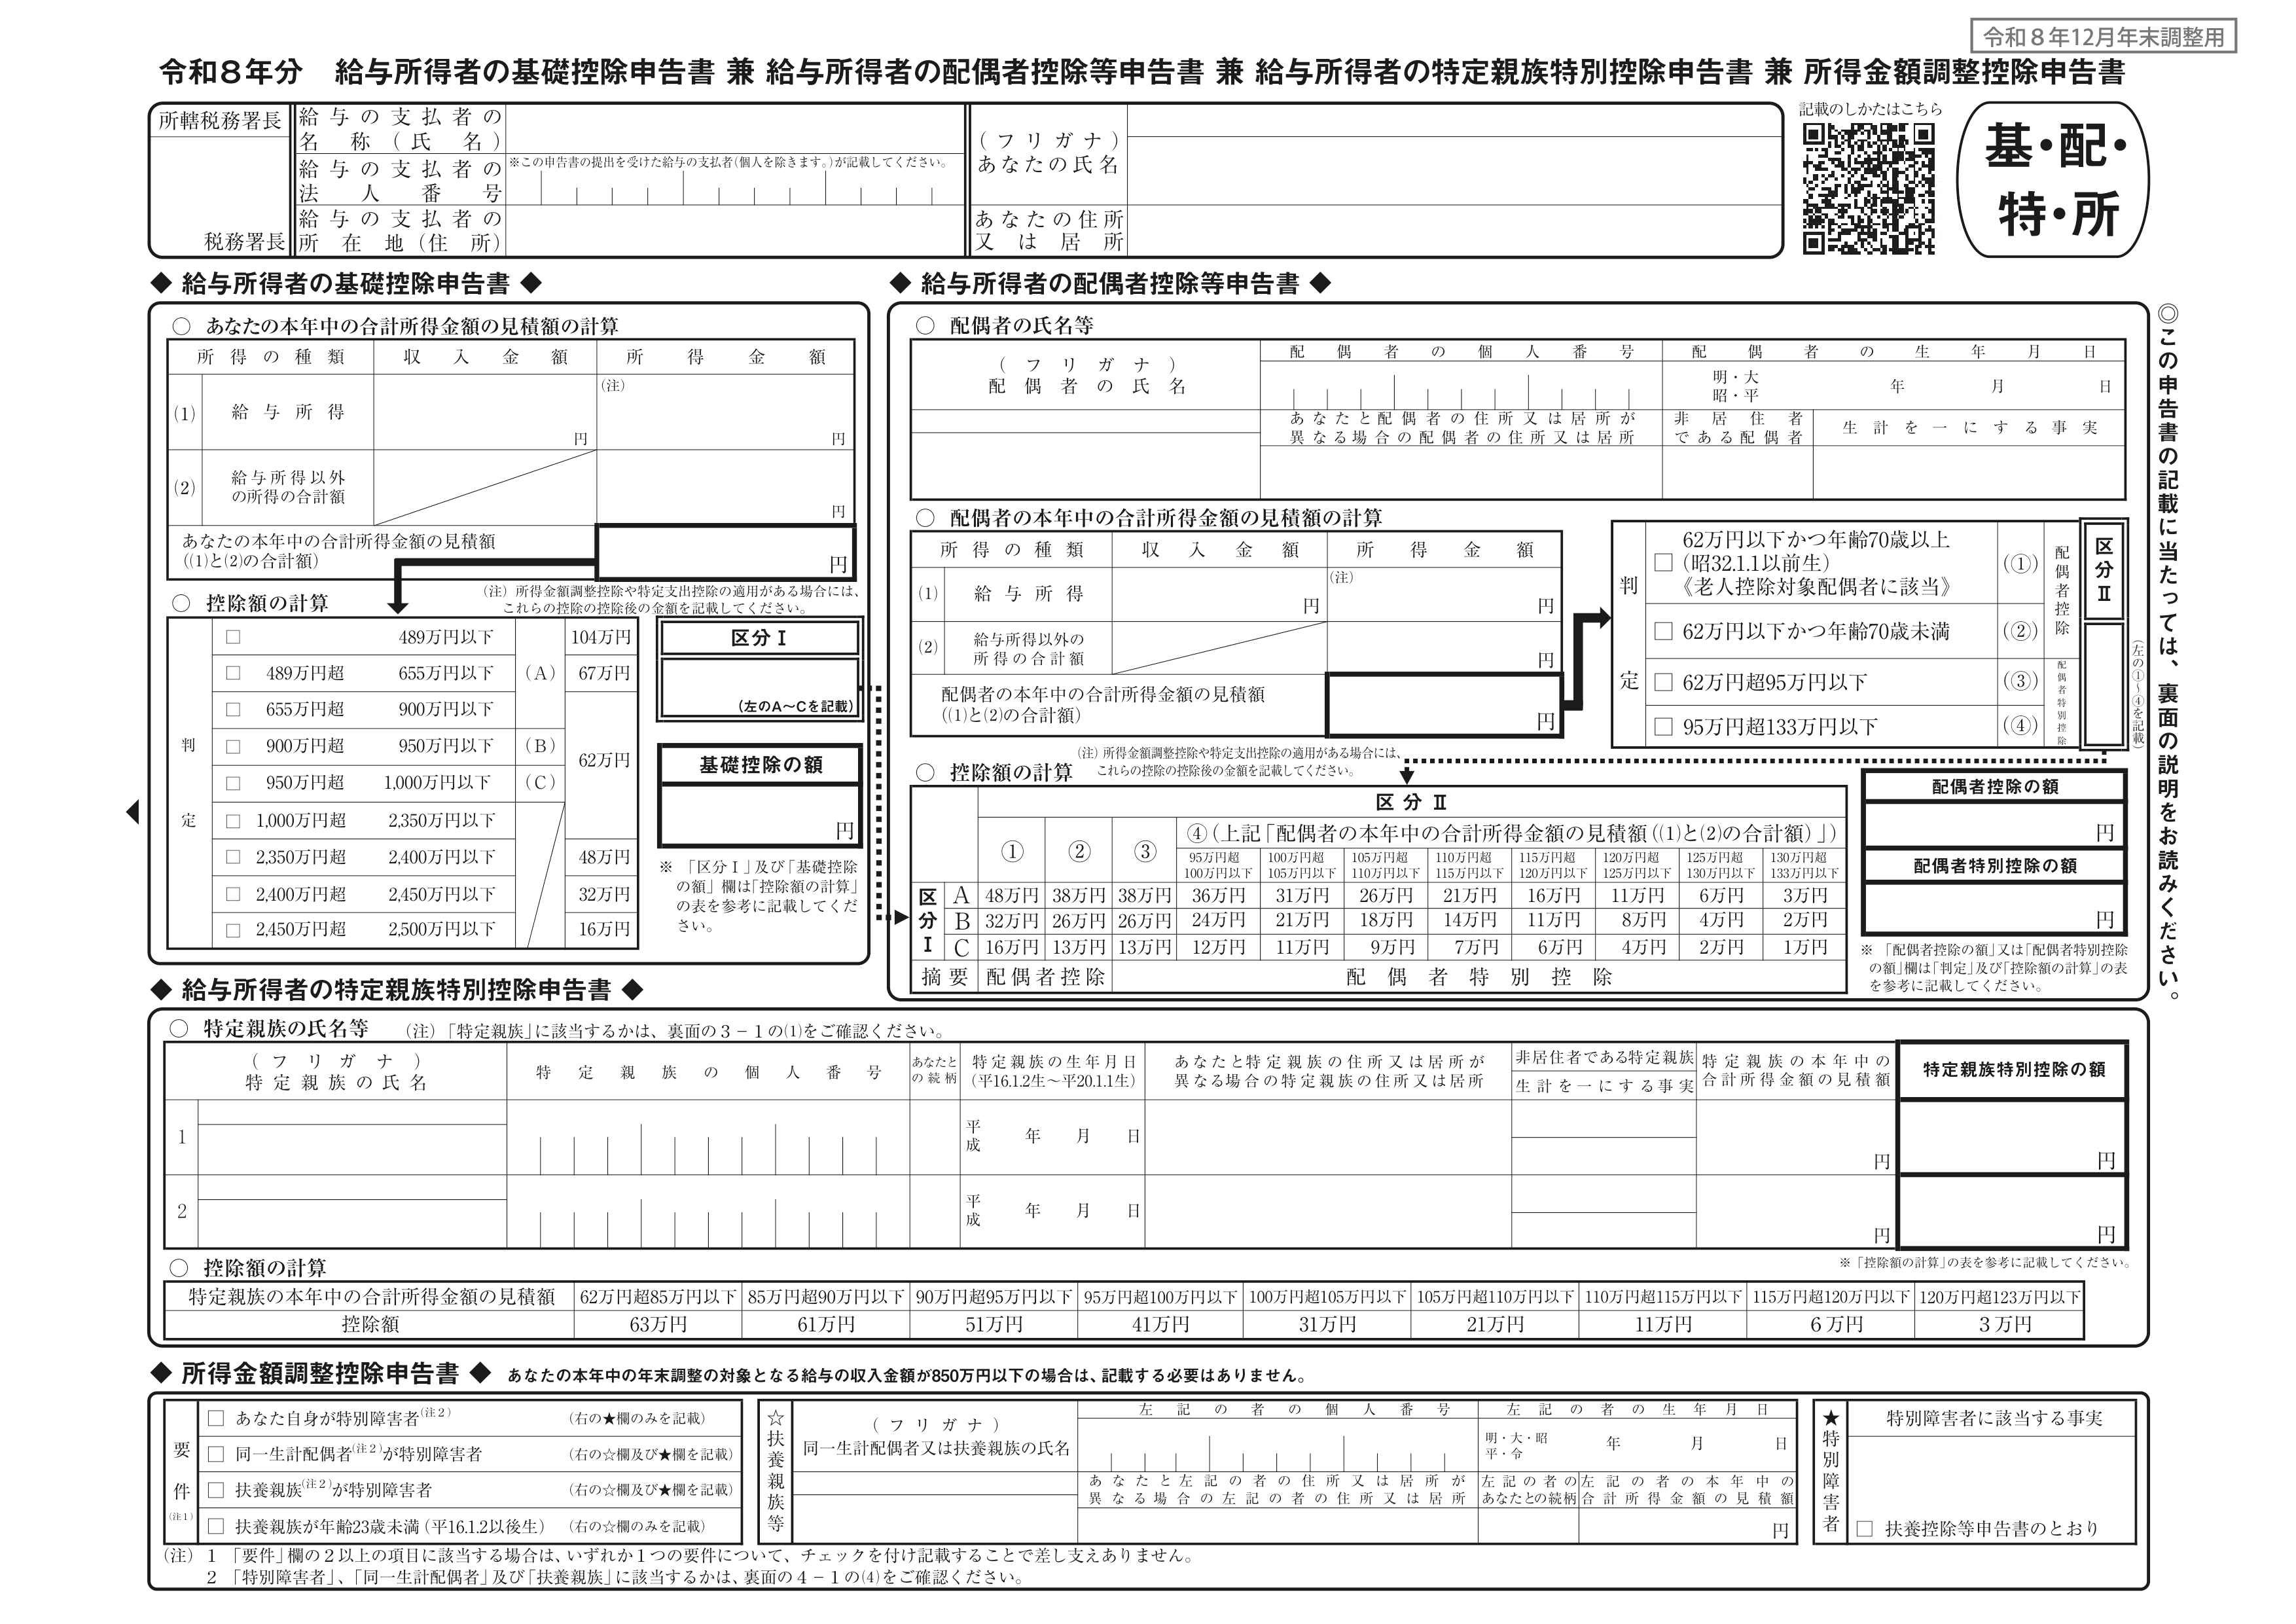 令和8年12月年末調整用
令和8年分　給与所得者の基礎控除申告書 兼 給与所得者の配偶者控除等申告書 兼 給与所得者の特定親族特別控除申告書 兼 所得金額調整控除申告書
所轄税務署長
税務署長
給与の支払者の
名称(氏名)
給与の支払者の
法人番号
※この申告書の提出を受けた給与の支払者(個人を除きます。)が記載してください。
給与の支払者の
所在地(住所)
(フリガナ)
あなたの氏名
あなたの住所
又は居所
記載のしかたはこちら
基・配・
特・所
◆ 給与所得者の基礎控除申告書 ◆
○ あなたの本年中の合計所得金額の見積額の計算
所得の種類 収入金額 所得金額
(1) 給与所得 円 (注) 円
(2) 給与所得以外
の所得の合計額 円
あなたの本年中の合計所得金額の見積額
((1)と(2)の合計額) 円
(注) 所得金額調整控除や特定支出控除の適用がある場合には、
これらの控除の控除後の金額を記載してください。
○ 控除額の計算
判定
□ 489万円以下 104万円
□ 489万円超 655万円以下 (A) 67万円
□ 655万円超 900万円以下
□ 900万円超 950万円以下 (B) 62万円
□ 950万円超 1,000万円以下 (C)
□ 1,000万円超 2,350万円以下
□ 2,350万円超 2,400万円以下 48万円
□ 2,400万円超 2,450万円以下 32万円
□ 2,450万円超 2,500万円以下 16万円
区分Ⅰ
(左のA～Cを記載)
基礎控除の額
円
※ 「区分Ⅰ」及び「基礎控除
の額」欄は「控除額の計算」
の表を参考に記載してくだ
さい。
◆ 給与所得者の配偶者控除等申告書 ◆
○ 配偶者の氏名等
(フリガナ)
配偶者の氏名
配偶者の個人番号
配偶者の生年月日
明・大
昭・平 年 月 日
あなたと配偶者の住所又は居所が
異なる場合の配偶者の住所又は居所
非居住者
である配偶者
生計を一にする事実
○ 配偶者の本年中の合計所得金額の見積額の計算
所得の種類 収入金額 所得金額
(1) 給与所得 円 (注) 円
(2) 給与所得以外の
所得の合計額 円
配偶者の本年中の合計所得金額の見積額
((1)と(2)の合計額) 円
(注) 所得金額調整控除や特定支出控除の適用がある場合には、
これらの控除の控除後の金額を記載してください。
判定
62万円以下かつ年齢70歳以上
□ (昭32.1.1以前生) (①)
《老人控除対象配偶者に該当》
□ 62万円以下かつ年齢70歳未満 (②)
□ 62万円超95万円以下 (③)
□ 95万円超133万円以下 (④)
配偶者控除
配偶者特別控除
区分Ⅱ
(左の①～④を記載)
○ 控除額の計算
区分Ⅱ
① ② ③ ④(上記「配偶者の本年中の合計所得金額の見積額((1)と(2)の合計額)」)
95万円超 100万円超 105万円超 110万円超 115万円超 120万円超 125万円超 130万円超
100万円以下 105万円以下 110万円以下 115万円以下 120万円以下 125万円以下 130万円以下 133万円以下
区分Ⅰ
A 48万円 38万円 38万円 36万円 31万円 26万円 21万円 16万円 11万円 6万円 3万円
B 32万円 26万円 26万円 24万円 21万円 18万円 14万円 11万円 8万円 4万円 2万円
C 16万円 13万円 13万円 12万円 11万円 9万円 7万円 6万円 4万円 2万円 1万円
摘要 配偶者控除 配偶者特別控除
配偶者控除の額
円
配偶者特別控除の額
円
※ 「配偶者控除の額」又は「配偶者特別控除
の額」欄は「判定」及び「控除額の計算」の表
を参考に記載してください。
◎この申告書の記載に当たっては、裏面の説明をお読みください。
◆ 給与所得者の特定親族特別控除申告書 ◆
○ 特定親族の氏名等 (注)「特定親族」に該当するかは、裏面の3－1の(1)をご確認ください。
(フリガナ)
特定親族の氏名
特定親族の個人番号
あなたと
の続柄
特定親族の生年月日
(平16.1.2生～平20.1.1生)
あなたと特定親族の住所又は居所が
異なる場合の特定親族の住所又は居所
非居住者である特定親族
生計を一にする事実
特定親族の本年中の
合計所得金額の見積額
特定親族特別控除の額
1 平成 年 月 日 円 円
2 平成 年 月 日 円 円
※「控除額の計算」の表を参考に記載してください。
○ 控除額の計算
特定親族の本年中の合計所得金額の見積額 62万円超85万円以下 85万円超90万円以下 90万円超95万円以下 95万円超100万円以下 100万円超105万円以下 105万円超110万円以下 110万円超115万円以下 115万円超120万円以下 120万円超123万円以下
控除額 63万円 61万円 51万円 41万円 31万円 21万円 11万円 6万円 3万円
◆ 所得金額調整控除申告書 ◆ あなたの本年中の年末調整の対象となる給与の収入金額が850万円以下の場合は、記載する必要はありません。
要件
(注1)
□ あなた自身が特別障害者(注2) (右の★欄のみを記載)
□ 同一生計配偶者(注2)が特別障害者 (右の☆欄及び★欄を記載)
□ 扶養親族(注2)が特別障害者 (右の☆欄及び★欄を記載)
□ 扶養親族が年齢23歳未満(平16.1.2以後生) (右の☆欄のみを記載)
☆扶養親族等
(フリガナ)
同一生計配偶者又は扶養親族の氏名
左記の者の個人番号
左記の者の生年月日
明・大・昭
平・令 年 月 日
あなたと左記の者の住所又は居所が
異なる場合の左記の者の住所又は居所
左記の者の
あなたとの続柄
左記の者の本年中の
合計所得金額の見積額
円
★特別障害者
特別障害者に該当する事実
□ 扶養控除等申告書のとおり
(注) 1 「要件」欄の2以上の項目に該当する場合は、いずれか1つの要件について、チェックを付け記載することで差し支えありません。
2 「特別障害者」、「同一生計配偶者」及び「扶養親族」に該当するかは、裏面の4－1の(4)をご確認ください。